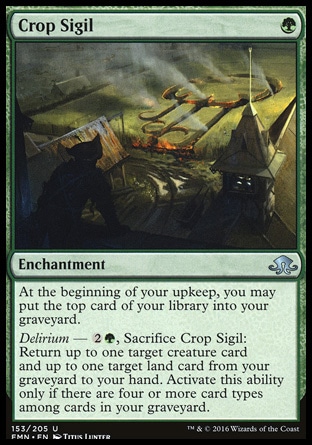 Crop Sigil
Enchantment
At the beginning of your upkeep, you may
put the top card of your library into your
graveyard.
Delirium — 2, Sacrifice Crop Sigil:
Return up to one target creature card
and up to one target land card from your
graveyard to your hand. Activate this ability
only if there are four or more card types
among cards in your graveyard.
153/205 U
EMN • EN Titus Lunter
™ & © 2016 Wizards of the Coast